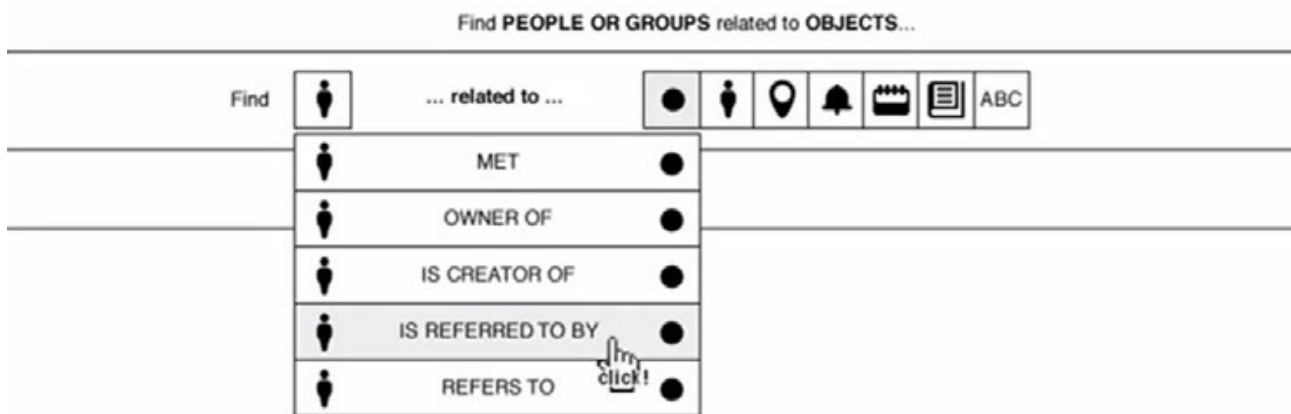 Find PEOPLE OR GROUPS related to OBJECTS...
Find ... related to ... ABC
MET
OWNER OF
IS CREATOR OF
IS REFERRED TO BY
click!
REFERS TO